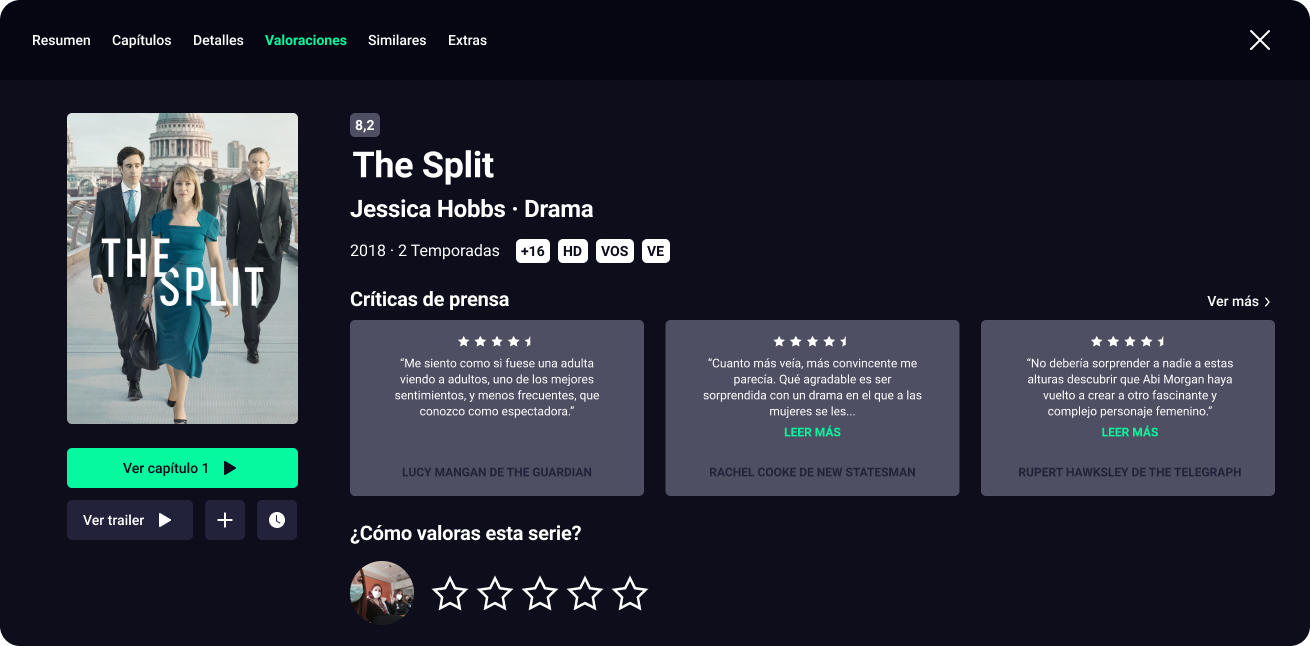 Resumen Capítulos Detalles Valoraciones Similares Extras
THE
SPLIT
Ver capítulo 1
Ver trailer
8,2
The Split
Jessica Hobbs · Drama
2018 · 2 Temporadas +16 HD VOS VE
Críticas de prensa
Ver más
“Me siento como si fuese una adulta
viendo a adultos, uno de los mejores
sentimientos, y menos frecuentes, que
conozco como espectadora.”
LUCY MANGAN DE THE GUARDIAN
“Cuanto más veía, más convincente me
parecía. Qué agradable es ser
sorprendida con un drama en el que a las
mujeres se les...
LEER MÁS
RACHEL COOKE DE NEW STATESMAN
“No debería sorprender a nadie a estas
alturas descubrir que Abi Morgan haya
vuelto a crear a otro fascinante y
complejo personaje femenino.”
LEER MÁS
RUPERT HAWKSLEY DE THE TELEGRAPH
¿Cómo valoras esta serie?